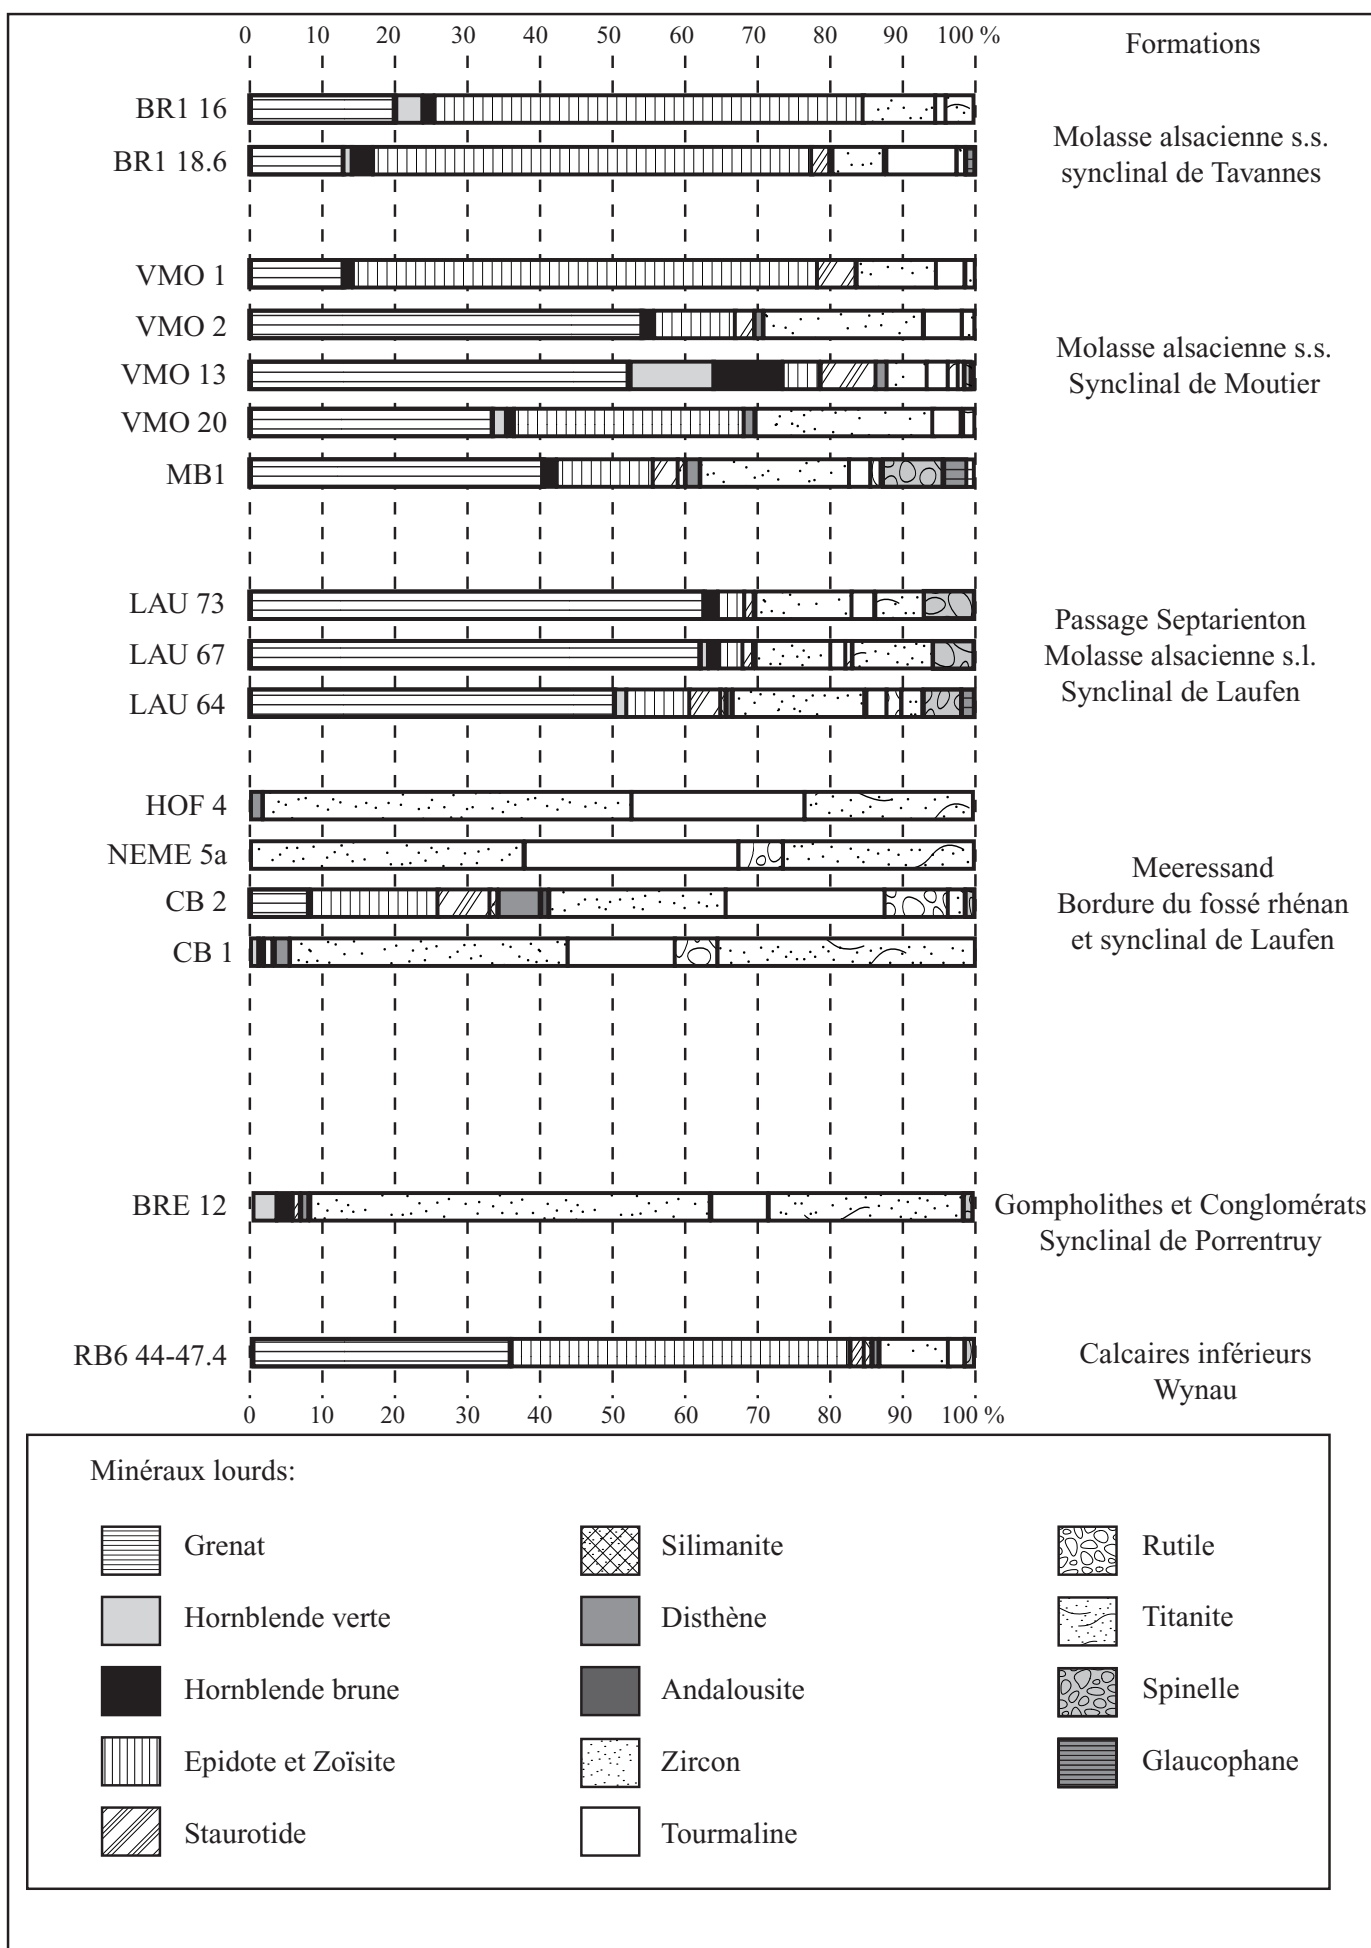 0 10 20 30 40 50 60 70 80 90 100 %
Formations
BR1 16
BR1 18.6
Molasse alsacienne s.s.
synclinal de Tavannes
VMO 1
VMO 2
VMO 13
VMO 20
MB1
Molasse alsacienne s.s.
Synclinal de Moutier
LAU 73
LAU 67
LAU 64
Passage Septarienton
Molasse alsacienne s.l.
Synclinal de Laufen
HOF 4
NEME 5a
CB 2
CB 1
Meeressand
Bordure du fossé rhénan
et synclinal de Laufen
BRE 12
Gompholithes et Conglomérats
Synclinal de Porrentruy
RB6 44-47.4
Calcaires inférieurs
Wynau
0 10 20 30 40 50 60 70 80 90 100 %
Minéraux lourds:
Grenat
Hornblende verte
Hornblende brune
Epidote et Zoïsite
Staurotide
Silimanite
Disthène
Andalousite
Zircon
Tourmaline
Rutile
Titanite
Spinelle
Glaucophane